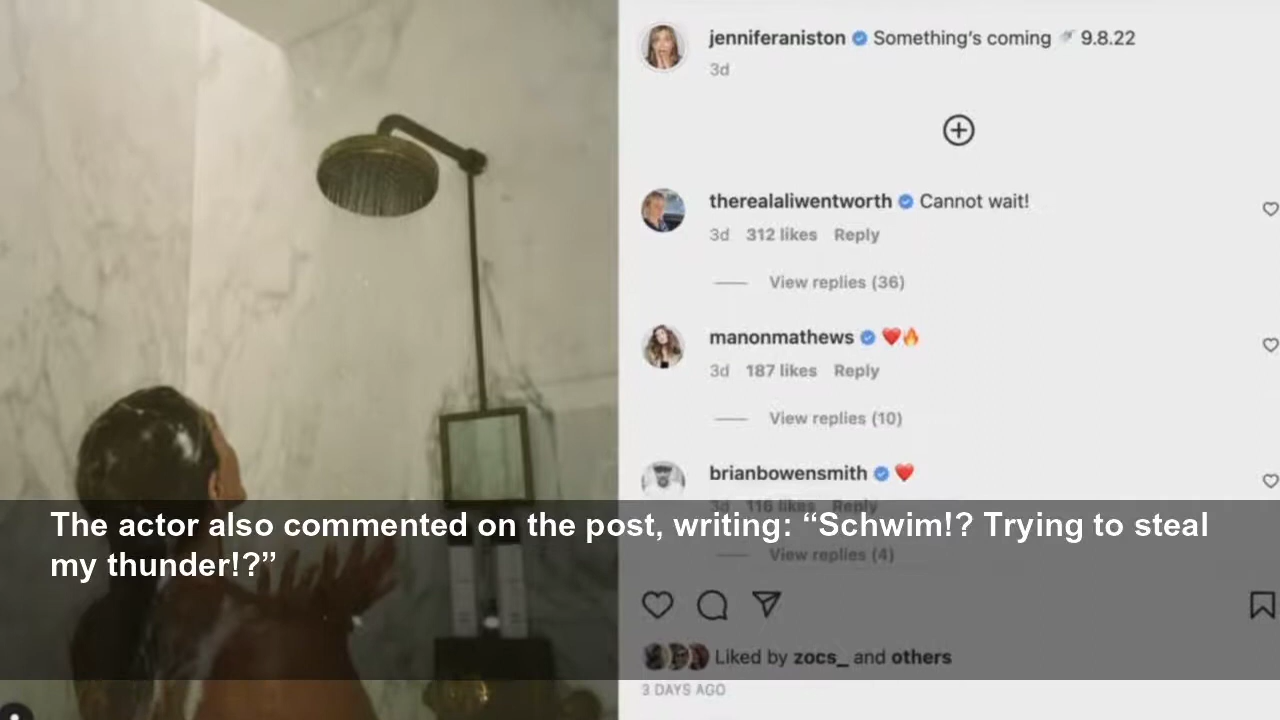 jenniferaniston Something's coming 🚿 9.8.22
3d
therealaliwentworth Cannot wait!
3d 312 likes Reply
View replies (36)
manonmathews ❤️🔥
3d 187 likes Reply
View replies (10)
brianbowensmith ❤️
3d 116 likes Reply
The actor also commented on the post, writing: “Schwim!? Trying to steal
my thunder!?”
View replies (4)
Liked by zocs_ and others
3 DAYS AGO